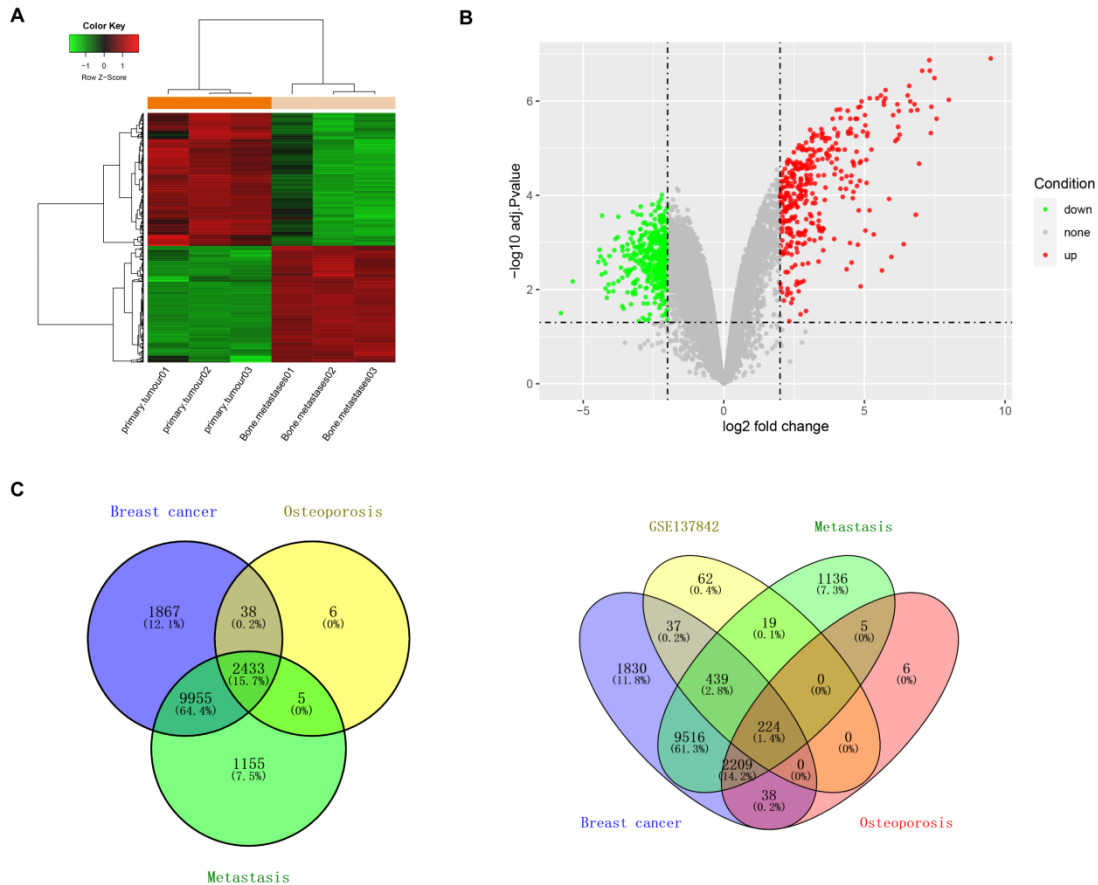 A
Color Key
−1 0 1
Row Z−Score
primary.tumour01
primary.tumour02
primary.tumour03
Bone.metastases01
Bone.metastases02
Bone.metastases03
B
−log10 adj.Pvalue
6
4
2
0
−5 0 5 10
log2 fold change
Condition
down
none
up
C
Breast cancer
Osteoporosis
1867
(12.1%)
38
(0.2%)
6
(0%)
2433
(15.7%)
9955
(64.4%)
5
(0%)
1155
(7.5%)
Metastasis
GSE137842
Metastasis
62
(0.4%)
1136
(7.3%)
37
(0.2%)
19
(0.1%)
5
(0%)
1830
(11.8%)
439
(2.8%)
0
(0%)
6
(0%)
9516
(61.3%)
224
(1.4%)
0
(0%)
2209
(14.2%)
0
(0%)
38
(0.2%)
Breast cancer
Osteoporosis